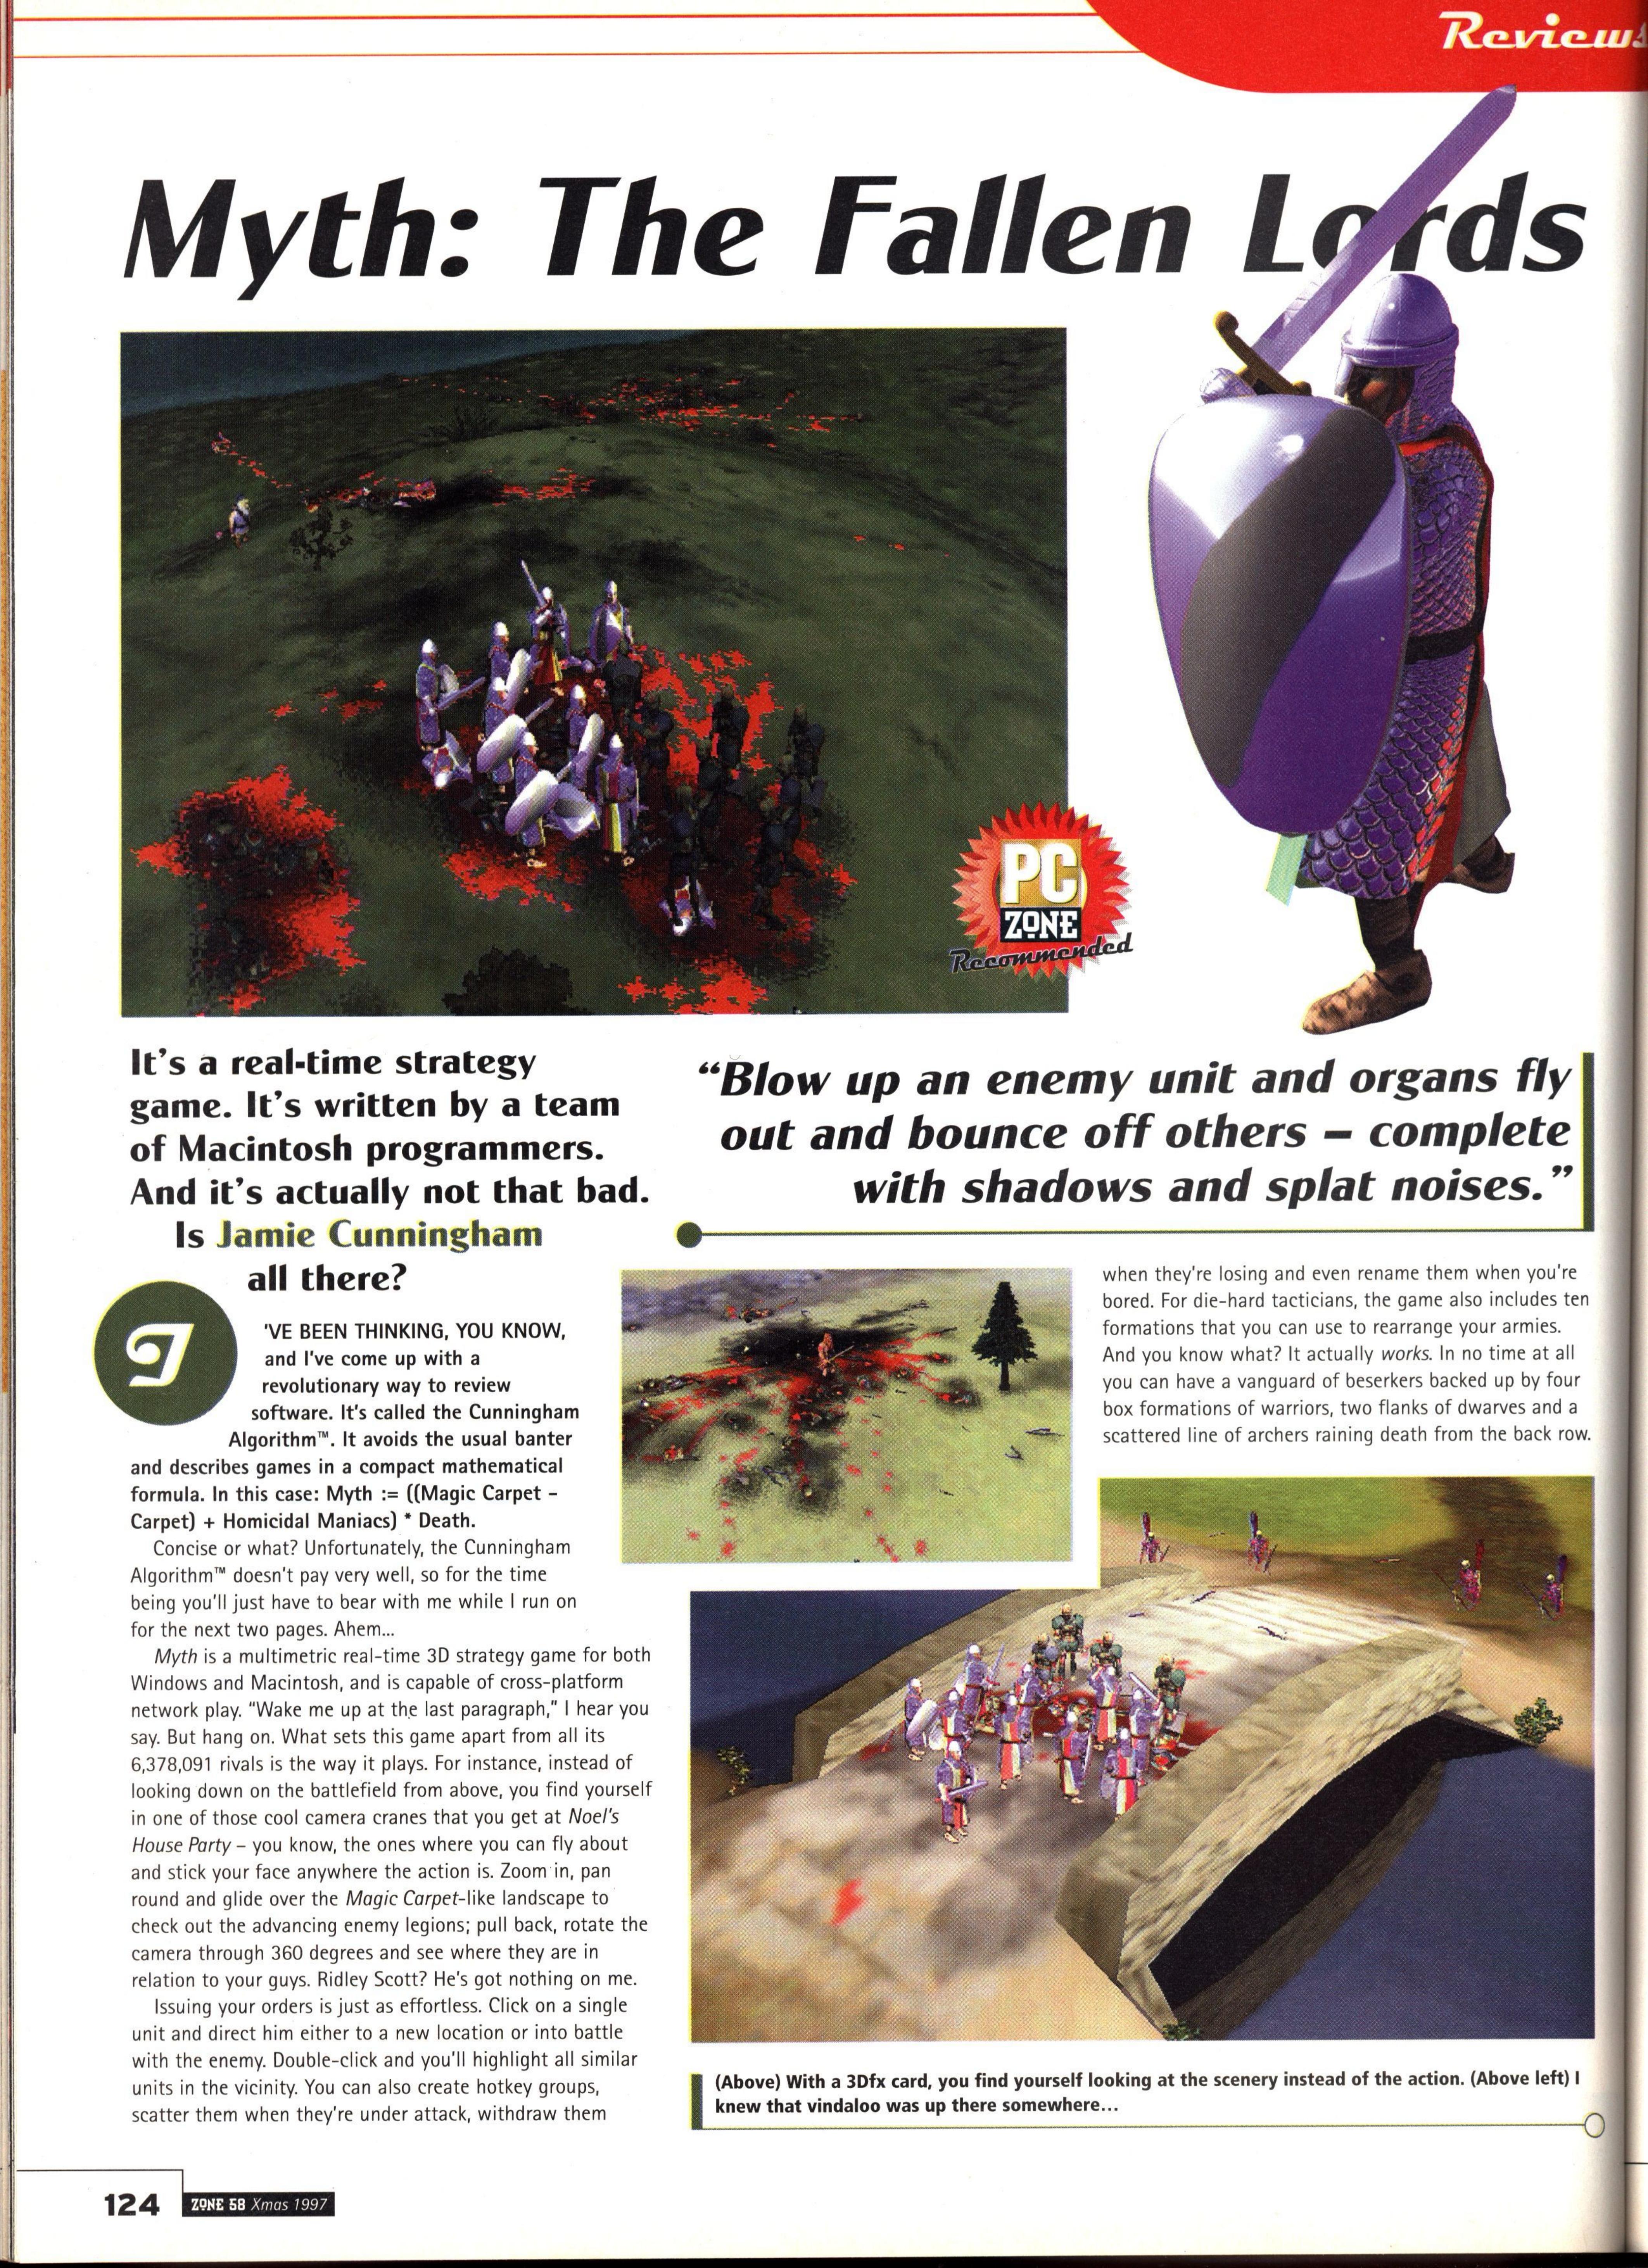 Reviews
Myth: The Fallen Lords
PC
ZONE
Recommended
It's a real-time strategy
game. It's written by a team
of Macintosh programmers.
And it's actually not that bad.
Is Jamie Cunningham
all there?
"Blow up an enemy unit and organs fly
out and bounce off others – complete
with shadows and splat noises."
I'VE BEEN THINKING, YOU KNOW,
and I've come up with a
revolutionary way to review
software. It's called the Cunningham
Algorithm™. It avoids the usual banter
and describes games in a compact mathematical
formula. In this case: Myth := ((Magic Carpet –
Carpet) + Homicidal Maniacs) * Death.
Concise or what? Unfortunately, the Cunningham
Algorithm™ doesn't pay very well, so for the time
being you'll just have to bear with me while I run on
for the next two pages. Ahem...
Myth is a multimetric real-time 3D strategy game for both
Windows and Macintosh, and is capable of cross-platform
network play. "Wake me up at the last paragraph," I hear you
say. But hang on. What sets this game apart from all its
6,378,091 rivals is the way it plays. For instance, instead of
looking down on the battlefield from above, you find yourself
in one of those cool camera cranes that you get at Noel's
House Party – you know, the ones where you can fly about
and stick your face anywhere the action is. Zoom in, pan
round and glide over the Magic Carpet-like landscape to
check out the advancing enemy legions; pull back, rotate the
camera through 360 degrees and see where they are in
relation to your guys. Ridley Scott? He's got nothing on me.
Issuing your orders is just as effortless. Click on a single
unit and direct him either to a new location or into battle
with the enemy. Double-click and you'll highlight all similar
units in the vicinity. You can also create hotkey groups,
scatter them when they're under attack, withdraw them
when they're losing and even rename them when you're
bored. For die-hard tacticians, the game also includes ten
formations that you can use to rearrange your armies.
And you know what? It actually works. In no time at all
you can have a vanguard of beserkers backed up by four
box formations of warriors, two flanks of dwarves and a
scattered line of archers raining death from the back row.
(Above) With a 3Dfx card, you find yourself looking at the scenery instead of the action. (Above left) I
knew that vindaloo was up there somewhere...
124
ZONE 58 Xmas 1997